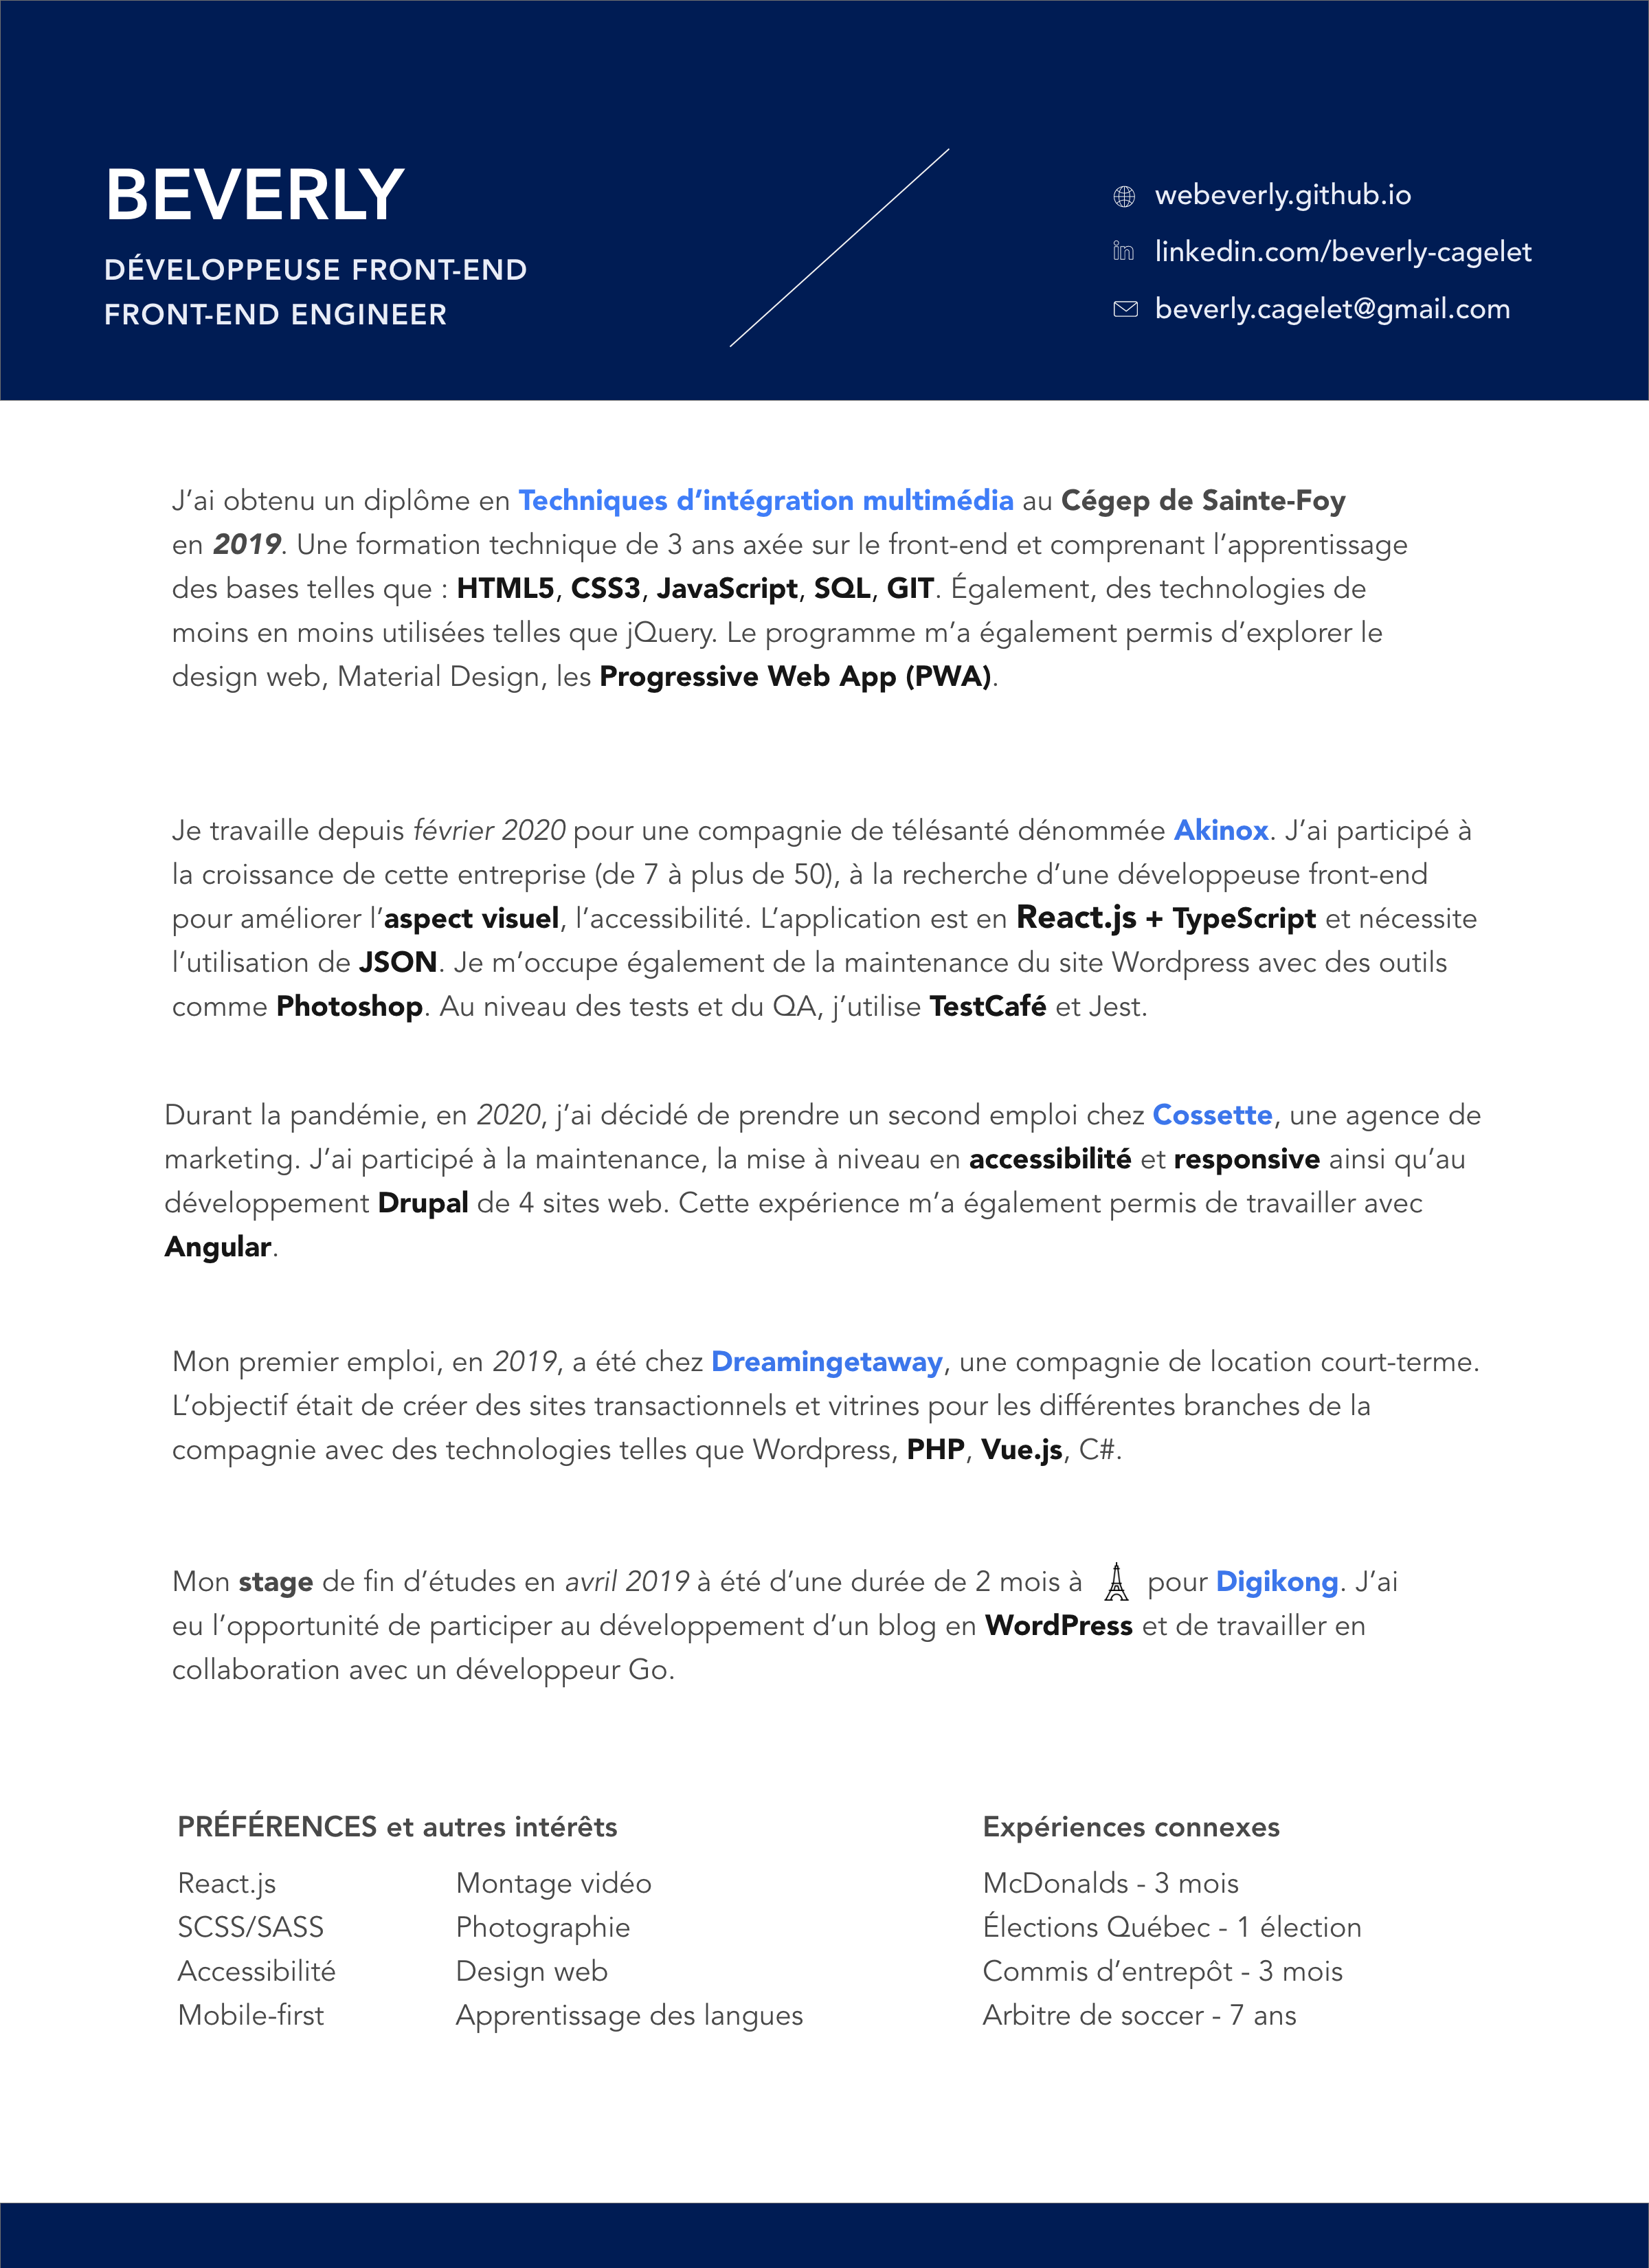 BEVERLY
DÉVELOPPEUSE FRONT-END
FRONT-END ENGINEER
webeverly.github.io
linkedin.com/beverly-cagelet
beverly.cagelet@gmail.com
J’ai obtenu un diplôme en Techniques d’intégration multimédia au Cégep de Sainte-Foy
en 2019. Une formation technique de 3 ans axée sur le front-end et comprenant l’apprentissage
des bases telles que : HTML5, CSS3, JavaScript, SQL, GIT. Également, des technologies de
moins en moins utilisées telles que jQuery. Le programme m’a également permis d’explorer le
design web, Material Design, les Progressive Web App (PWA).
Je travaille depuis février 2020 pour une compagnie de télésanté dénommée Akinox. J’ai participé à
la croissance de cette entreprise (de 7 à plus de 50), à la recherche d’une développeuse front-end
pour améliorer l’aspect visuel, l’accessibilité. L’application est en React.js + TypeScript et nécessite
l’utilisation de JSON. Je m’occupe également de la maintenance du site Wordpress avec des outils
comme Photoshop. Au niveau des tests et du QA, j’utilise TestCafé et Jest.
Durant la pandémie, en 2020, j’ai décidé de prendre un second emploi chez Cossette, une agence de
marketing. J’ai participé à la maintenance, la mise à niveau en accessibilité et responsive ainsi qu’au
développement Drupal de 4 sites web. Cette expérience m’a également permis de travailler avec
Angular.
Mon premier emploi, en 2019, a été chez Dreamingetaway, une compagnie de location court-terme.
L’objectif était de créer des sites transactionnels et vitrines pour les différentes branches de la
compagnie avec des technologies telles que Wordpress, PHP, Vue.js, C#.
Mon stage de fin d’études en avril 2019 à été d’une durée de 2 mois à pour Digikong. J’ai
eu l’opportunité de participer au développement d’un blog en WordPress et de travailler en
collaboration avec un développeur Go.
PRÉFÉRENCES et autres intérêts
React.js
SCSS/SASS
Accessibilité
Mobile-first
Montage vidéo
Photographie
Design web
Apprentissage des langues
Expériences connexes
McDonalds - 3 mois
Élections Québec - 1 élection
Commis d’entrepôt - 3 mois
Arbitre de soccer - 7 ans